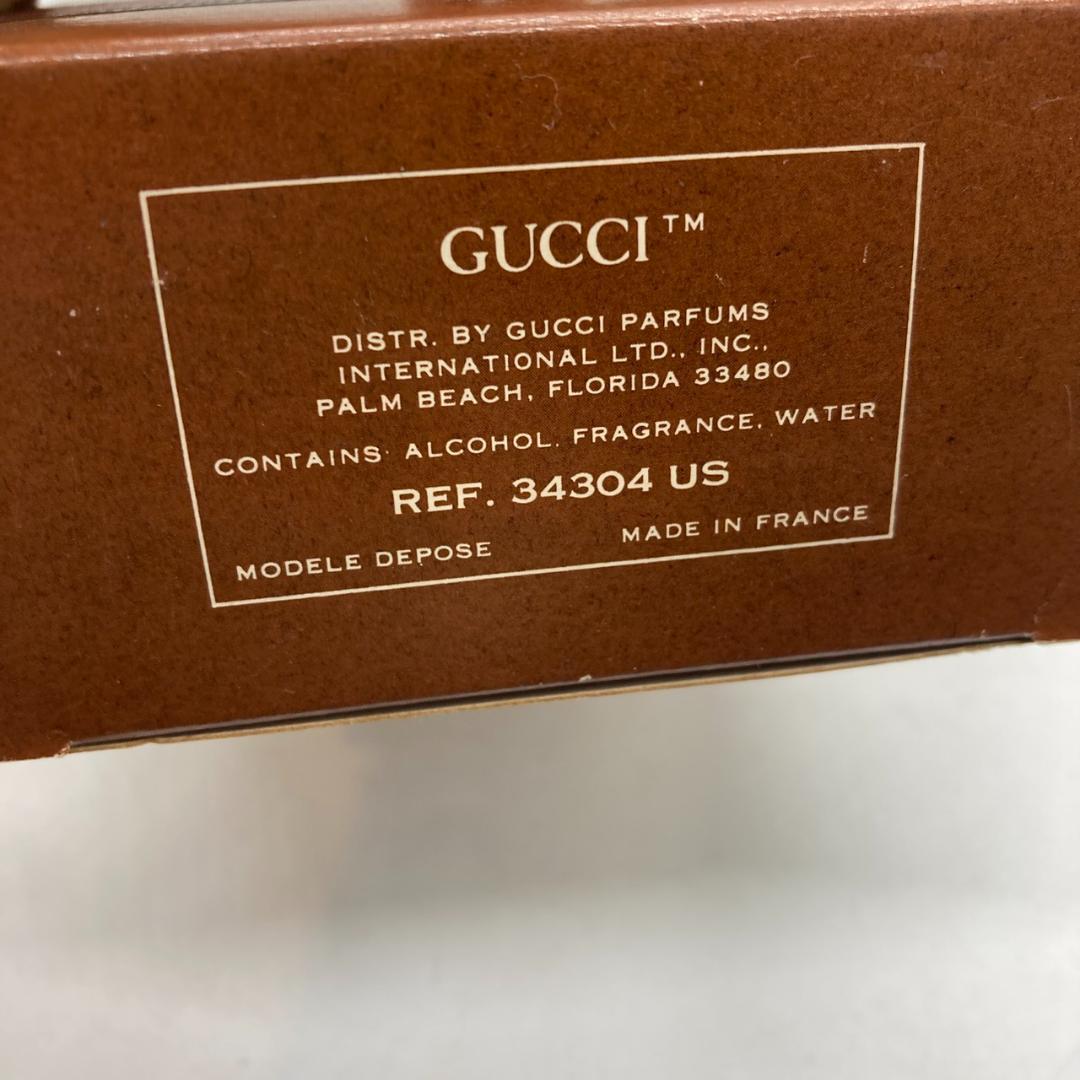 GUCCI™
DISTR. BY GUCCI PARFUMS
INTERNATIONAL LTD., INC.,
PALM BEACH, FLORIDA 33480
CONTAINS: ALCOHOL, FRAGRANCE, WATER
REF. 34304 US
MODELE DEPOSE
MADE IN FRANCE